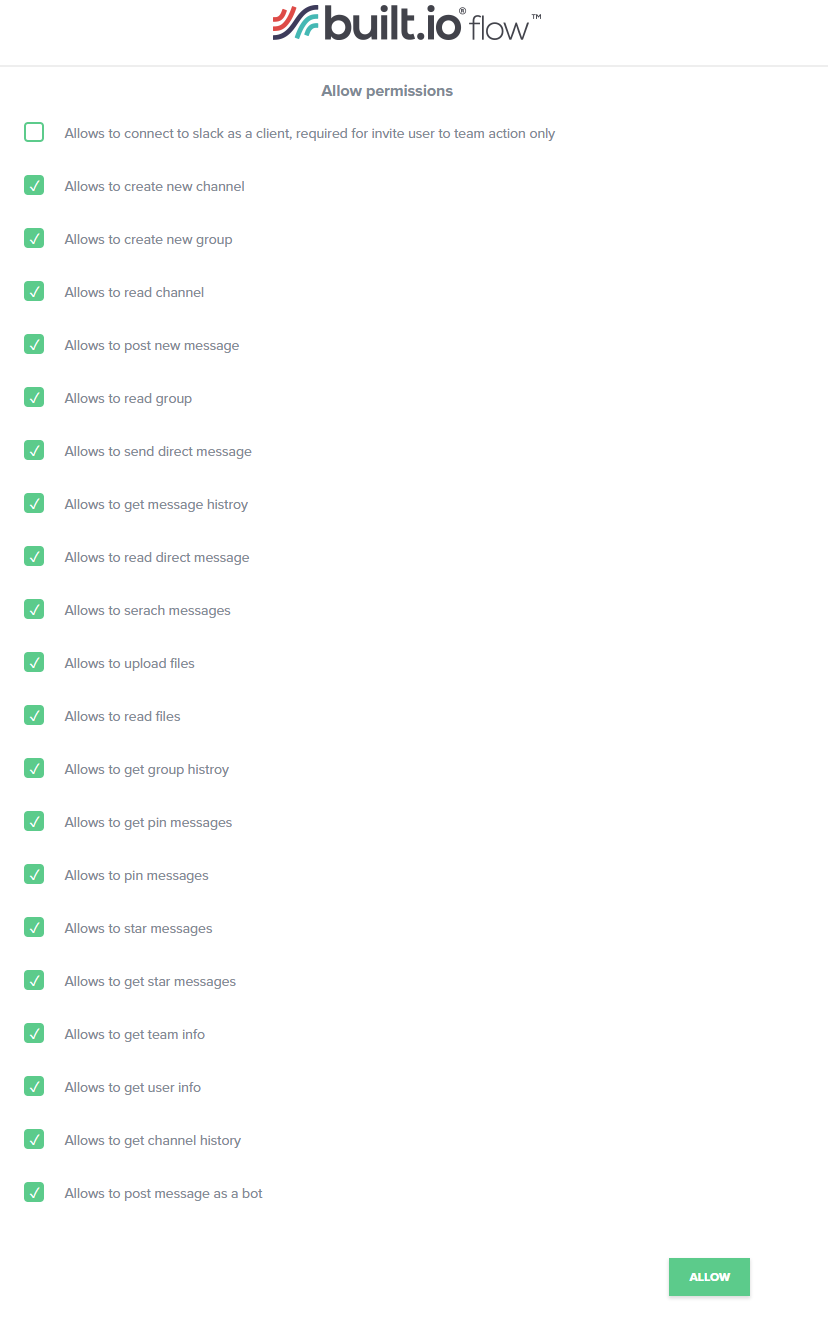 built.io® flow™
Allow permissions
Allows to connect to slack as a client, required for invite user to team action only
Allows to create new channel
Allows to create new group
Allows to read channel
Allows to post new message
Allows to read group
Allows to send direct message
Allows to get message histroy
Allows to read direct message
Allows to serach messages
Allows to upload files
Allows to read files
Allows to get group histroy
Allows to get pin messages
Allows to pin messages
Allows to star messages
Allows to get star messages
Allows to get team info
Allows to get user info
Allows to get channel history
Allows to post message as a bot
ALLOW